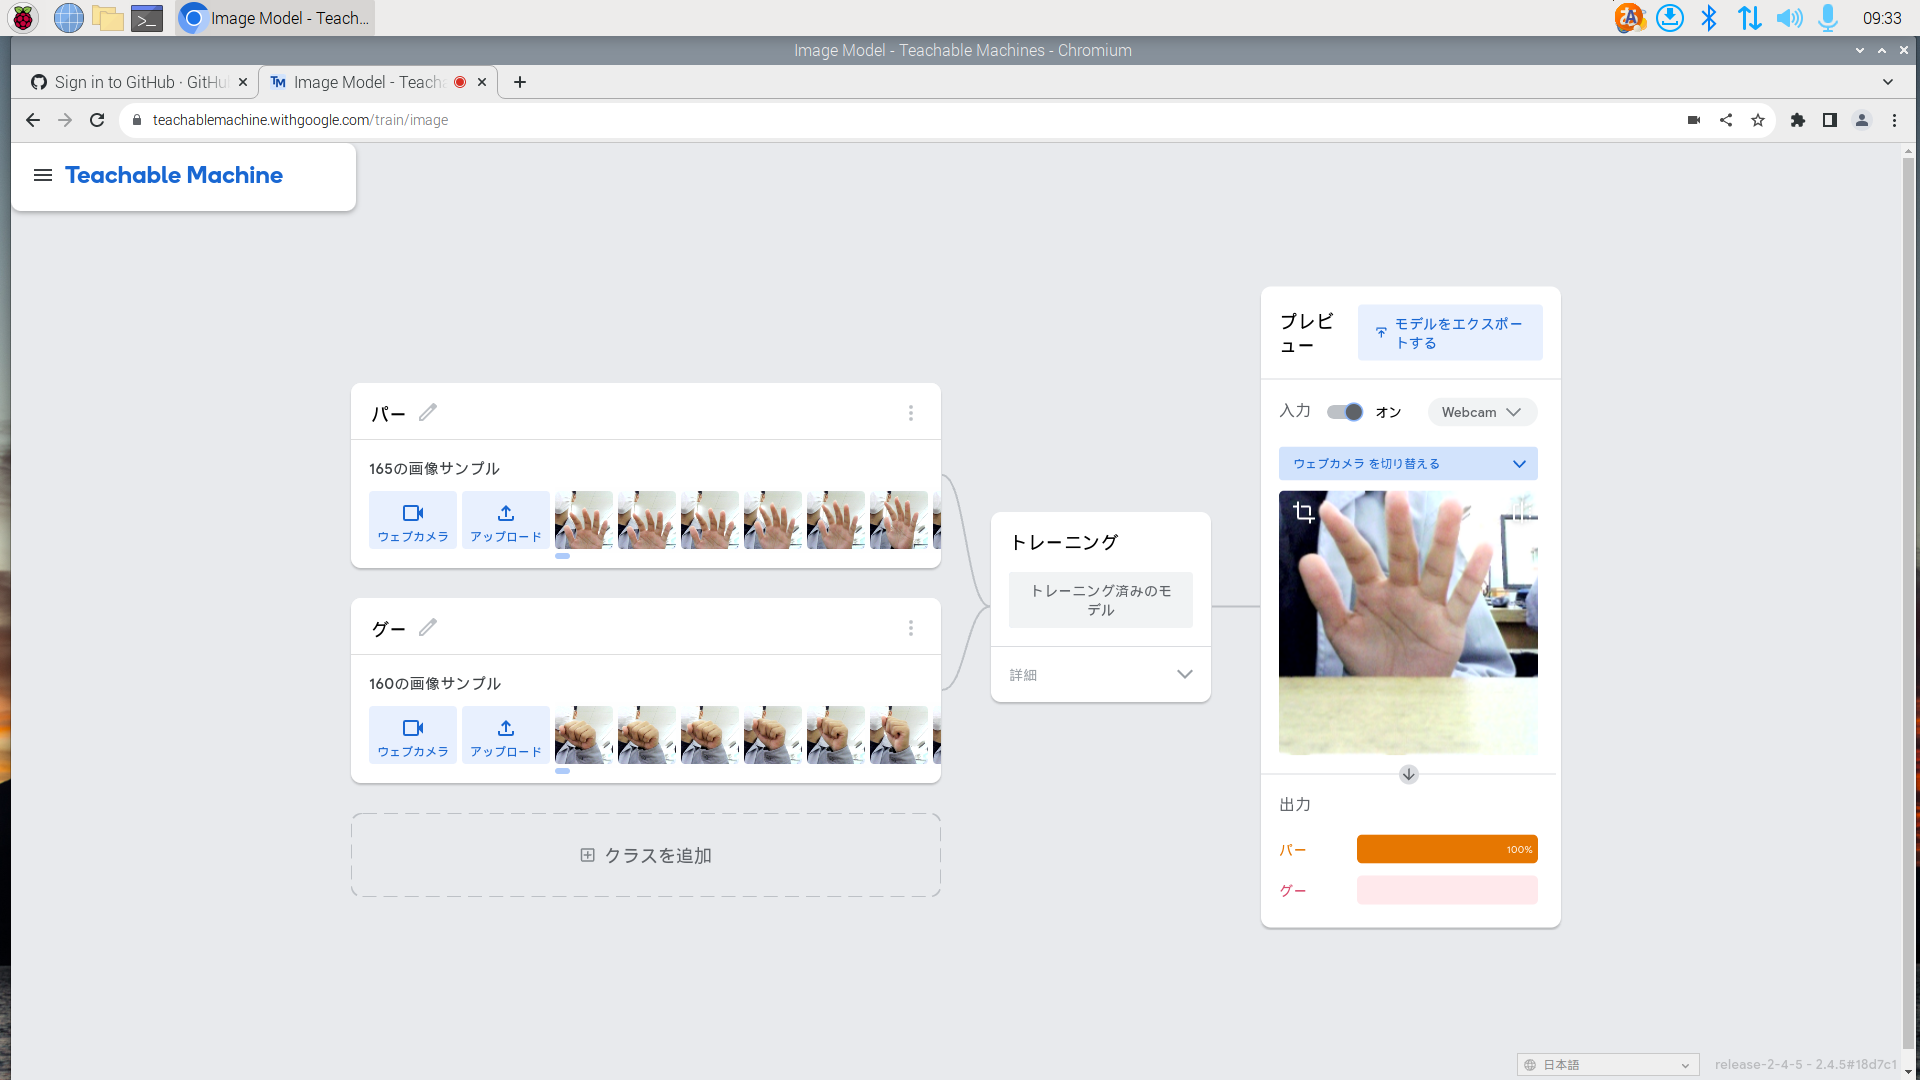 Image Model - Teach...
09:33
Image Model - Teachable Machines - Chromium
Sign in to GitHub · GitHu
Image Model - Teach
teachablemachine.withgoogle.com/train/image
Teachable Machine
パー
165の画像サンプル
ウェブカメラ
アップロード
グー
160の画像サンプル
ウェブカメラ
アップロード
クラスを追加
トレーニング
トレーニング済みのモ
デル
詳細
プレビ
ュー
モデルをエクスポー
トする
入力
オン
Webcam
ウェブカメラ を切り替える
出力
パー
100%
グー
日本語
release-2-4-5 - 2.4.5#18d7c1